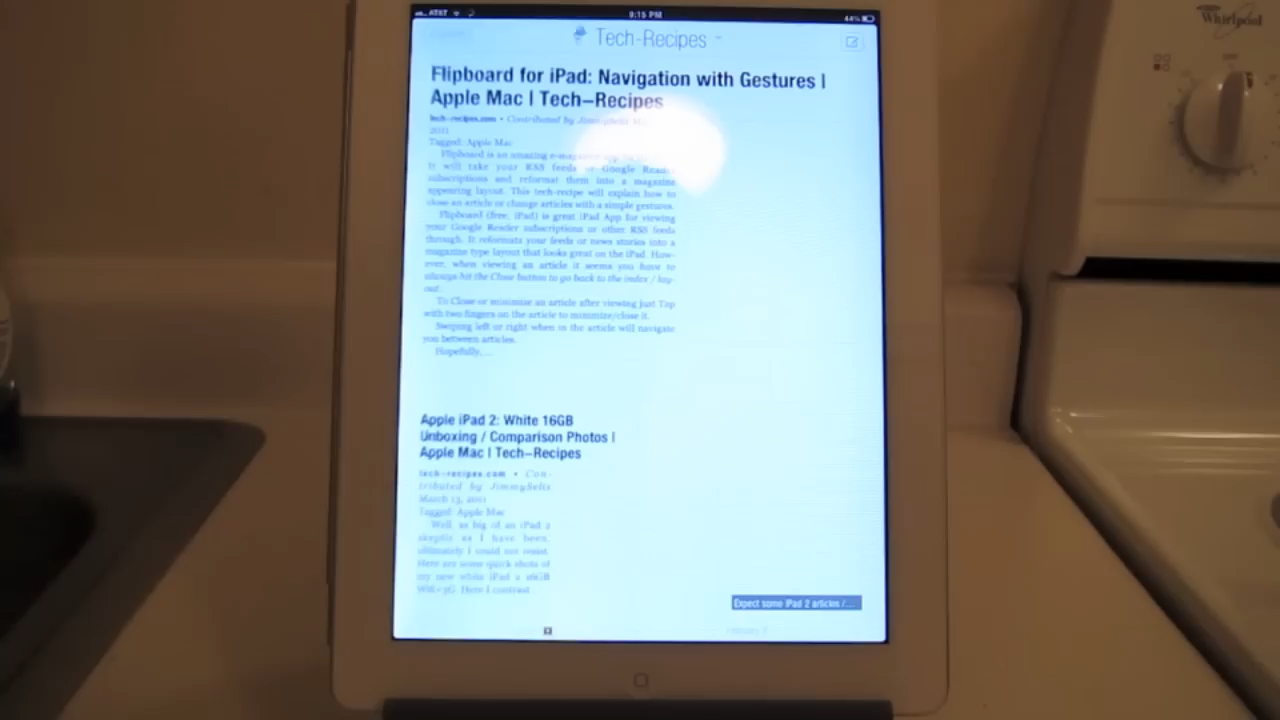 AT&T
9:15 PM
44%
Whirlpool
Tech-Recipes
Flipboard for iPad: Navigation with Gestures |
Apple Mac | Tech-Recipes
tech-recipes.com • Contributed by JimmySelix
2011
Tagged: Apple Mac
Flipboard is an amazing
It will take your RSS feeds or Google Reader
subscriptions and reformat them into a magazine
appearing layout. This tech-recipe will explain how to
close an article or change articles with a simple gestures.
Flipboard (free, iPad) is great iPad App for viewing
your Google Reader subscriptions or other RSS feeds
through. It reformats your feeds or news stories into a
magazine type layout that looks great on the iPad. How-
ever, when viewing an article it seems you have to
always hit the Close button to go back to the index / lay-
out.
To Close or minimize an article after viewing just Tap
with two fingers on the article to minimize/close it.
Swiping left or right when in the article will navigate
you between articles.
Hopefully,...
Apple iPad 2: White 16GB
Unboxing / Comparison Photos |
Apple Mac | Tech-Recipes
tech-recipes.com • Con-
tributed by JimmySelix
March 13, 2011
Tagged: Apple Mac
Well, as big of an iPad 2
skeptic as I have been,
ultimately I could not resist.
Here are some quick shots of
my new white iPad 2 16GB
Wifi+3G. Here I contrast
Expect some iPad 2 articles /...